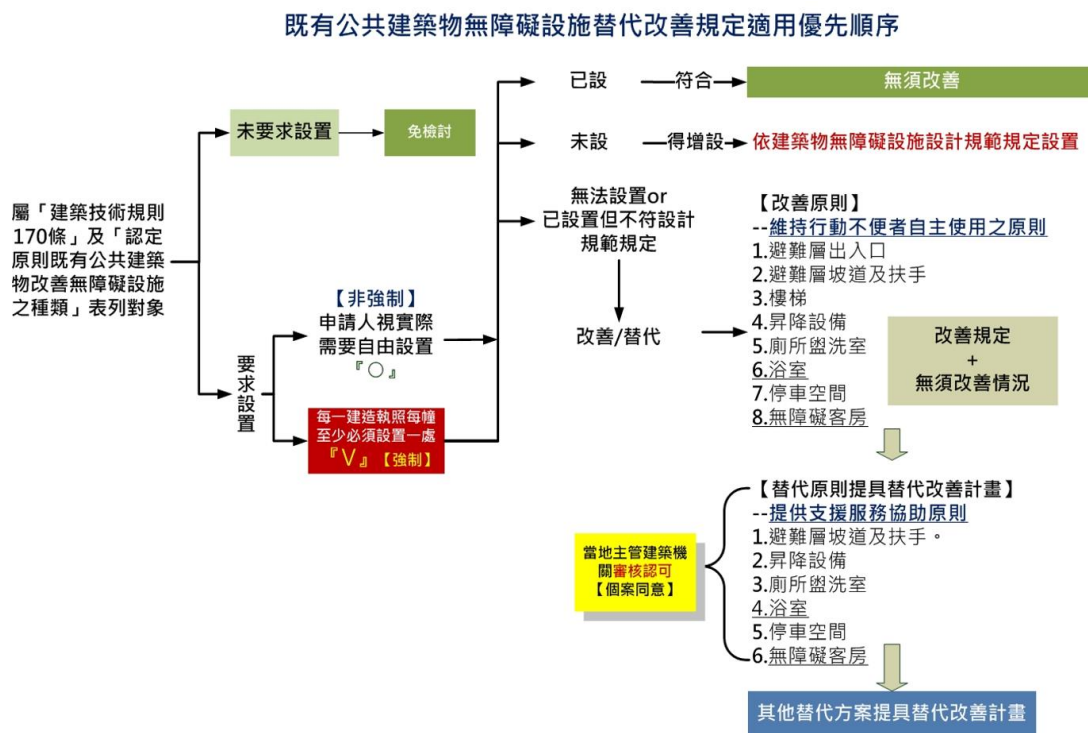 既有公共建築物無障礙設施替代改善規定適用優先順序
屬「建築技術規則
170條」及「認定
原則既有公共建築
物改善無障礙設施
之種類」表列對象
未要求設置
免檢討
要求設置
【非強制】
申請人視實際
需要自由設置
『○』
每一建造執照每幢
至少必須設置一處
『V』【強制】
已設
符合
無須改善
未設
得增設
依建築物無障礙設施設計規範規定設置
無法設置or
已設置但不符設計
規範規定
改善/替代
【改善原則】
--維持行動不便者自主使用之原則
1.避難層出入口
2.避難層坡道及扶手
3.樓梯
4.昇降設備
5.廁所盥洗室
6.浴室
7.停車空間
8.無障礙客房
改善規定
+
無須改善情況
【替代原則提具替代改善計畫】
--提供支援服務協助原則
1.避難層坡道及扶手。
2.昇降設備
3.廁所盥洗室
4.浴室
5.停車空間
6.無障礙客房
當地主管建築機
關審核認可
【個案同意】
其他替代方案提具替代改善計畫